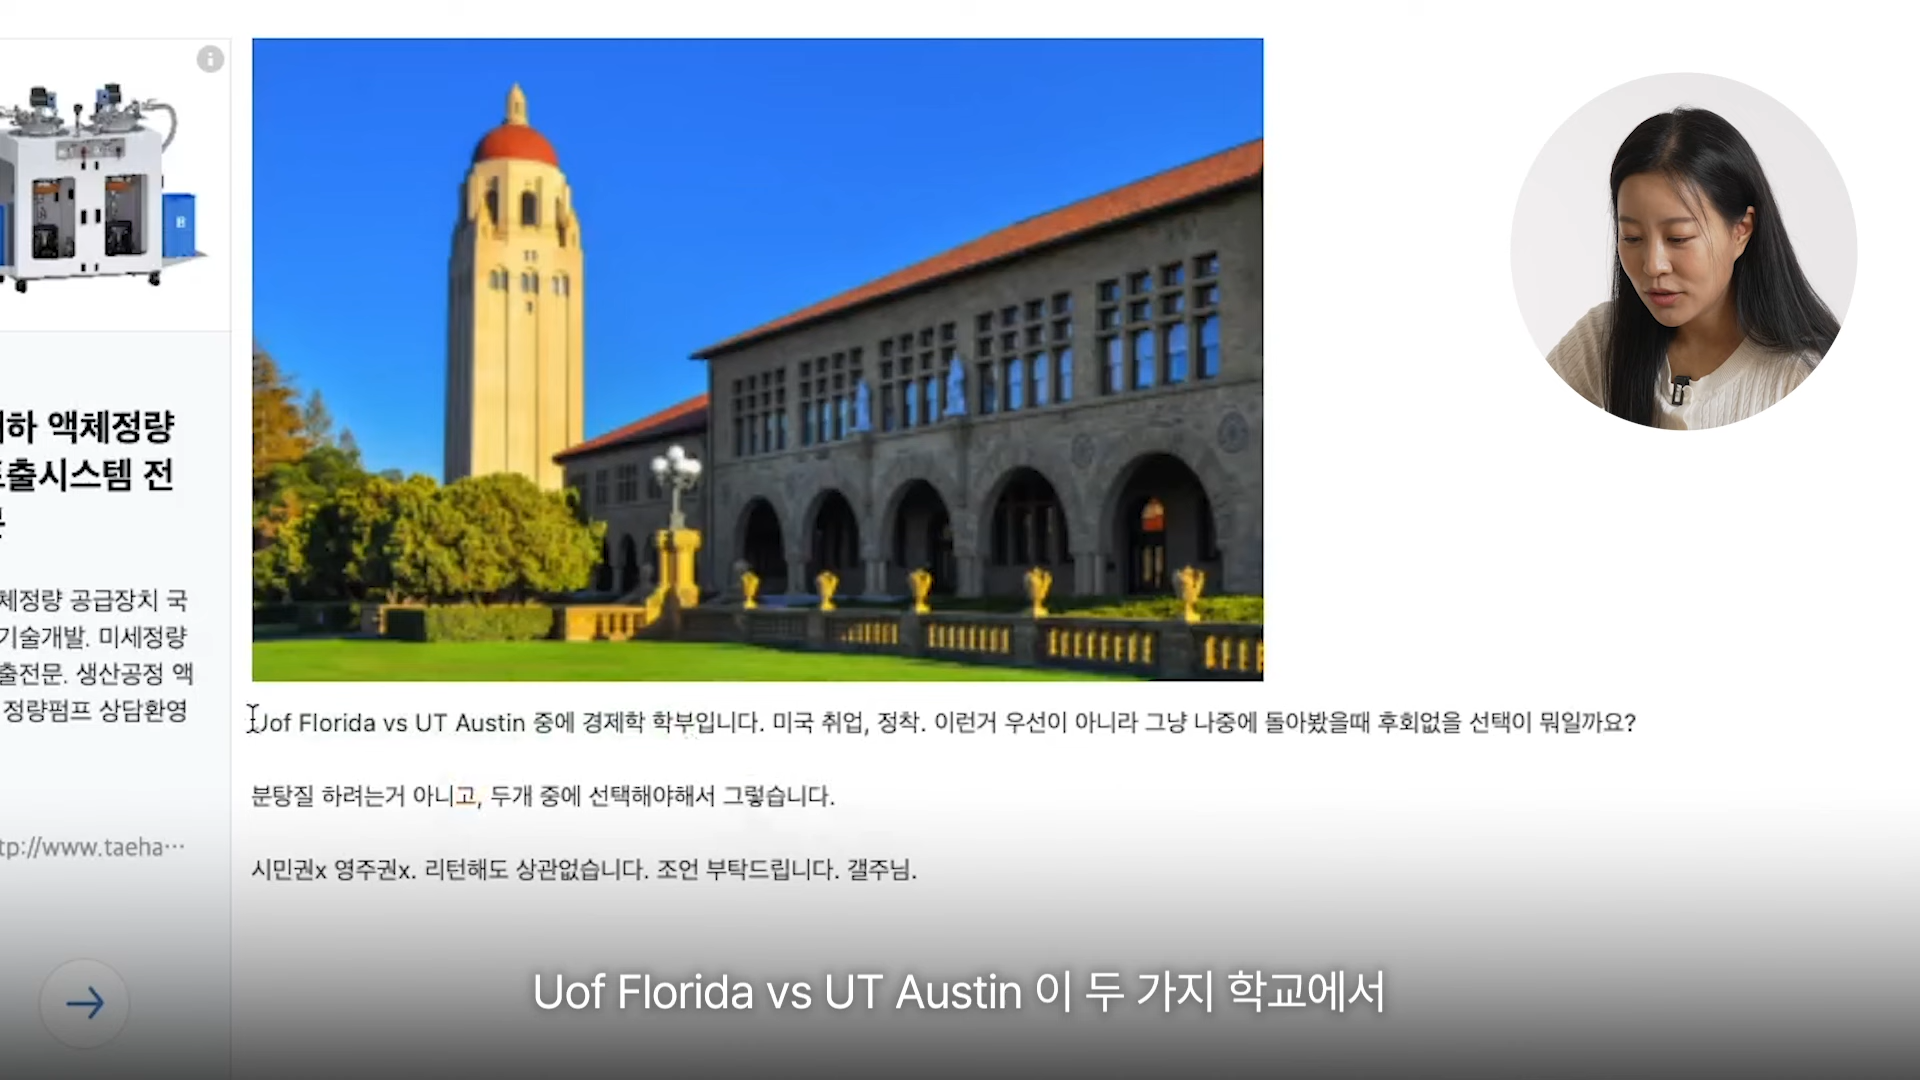 액체정량
출시스템 전
체정량 공급장치 국
기술개발. 미세정량
출전문. 생산공정 액
정량펌프 상담환영
tp://www.taeha···
B
Uof Florida vs UT Austin 중에 경제학 학부입니다. 미국 취업, 정착. 이런거 우선이 아니라 그냥 나중에 돌아봤을때 후회없을 선택이 뭐일까요?
분탕질 하려는거 아니고, 두개 중에 선택해야해서 그렇습니다.
시민권x 영주권x. 리턴해도 상관없습니다. 조언 부탁드립니다. 갤주님.
Uof Florida vs UT Austin 이 두 가지 학교에서